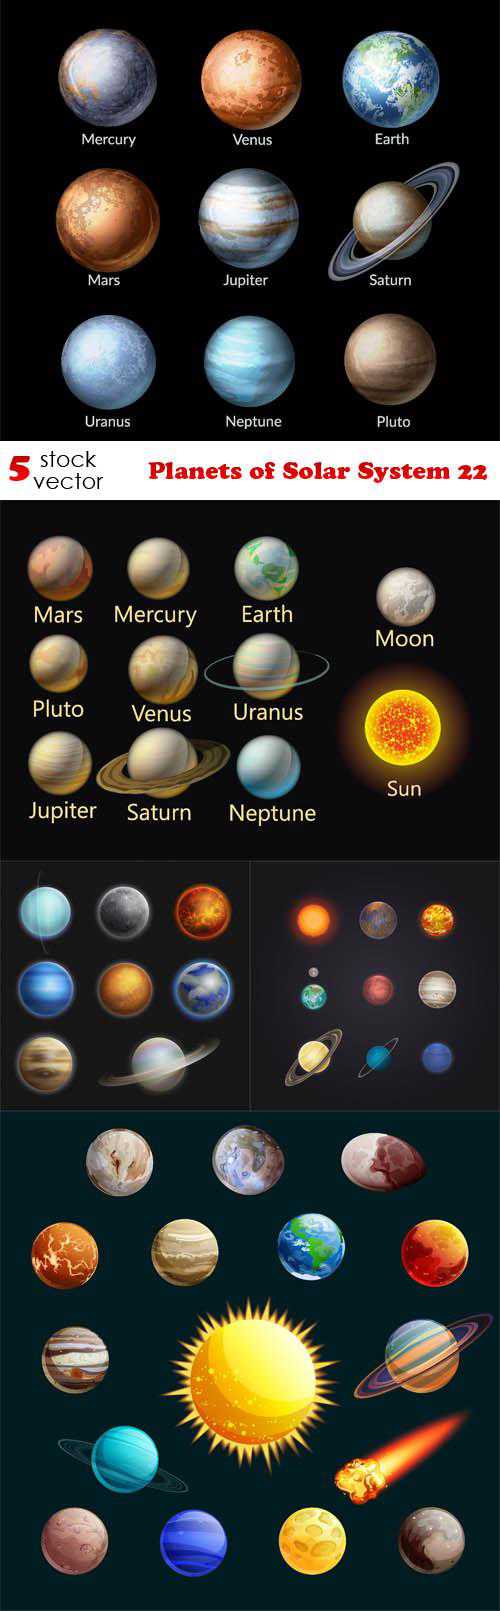 Mercury Venus Earth
Mars Jupiter Saturn
Uranus Neptune Pluto
5 stock vector Planets of Solar System 22
Mars Mercury Earth
Moon
Pluto Venus Uranus
Sun
Jupiter Saturn Neptune